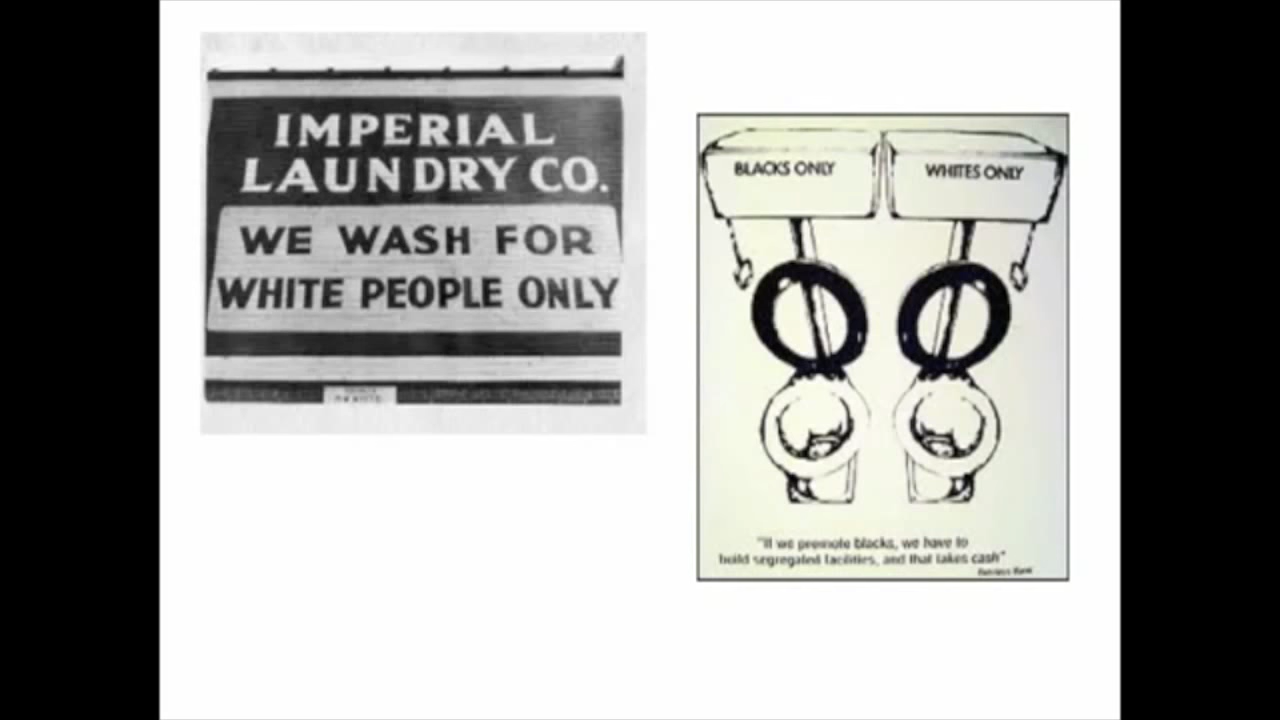 IMPERIAL
LAUNDRY CO.
WE WASH FOR
WHITE PEOPLE ONLY
BLACKS ONLY
WHITES ONLY
"If we promote blacks, we have to
build segregated facilities, and that takes cash"